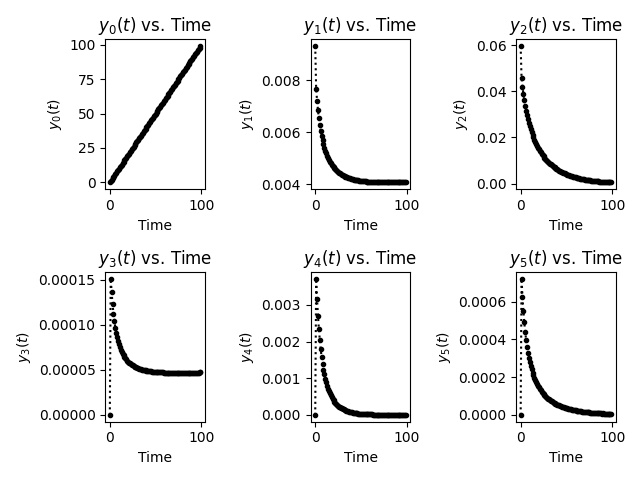 y₀(t) vs. Time
y₁(t) vs. Time
y₂(t) vs. Time
y₀(t)
100
75
50
25
0
0
100
Time
y₁(t)
0.008
0.006
0.004
0
100
Time
y₂(t)
0.06
0.04
0.02
0.00
0
100
Time
y₃(t) vs. Time
y₄(t) vs. Time
y₅(t) vs. Time
y₃(t)
0.00015
0.00010
0.00005
0.00000
0
100
Time
y₄(t)
0.003
0.002
0.001
0.000
0
100
Time
y₅(t)
0.0006
0.0004
0.0002
0.0000
0
100
Time